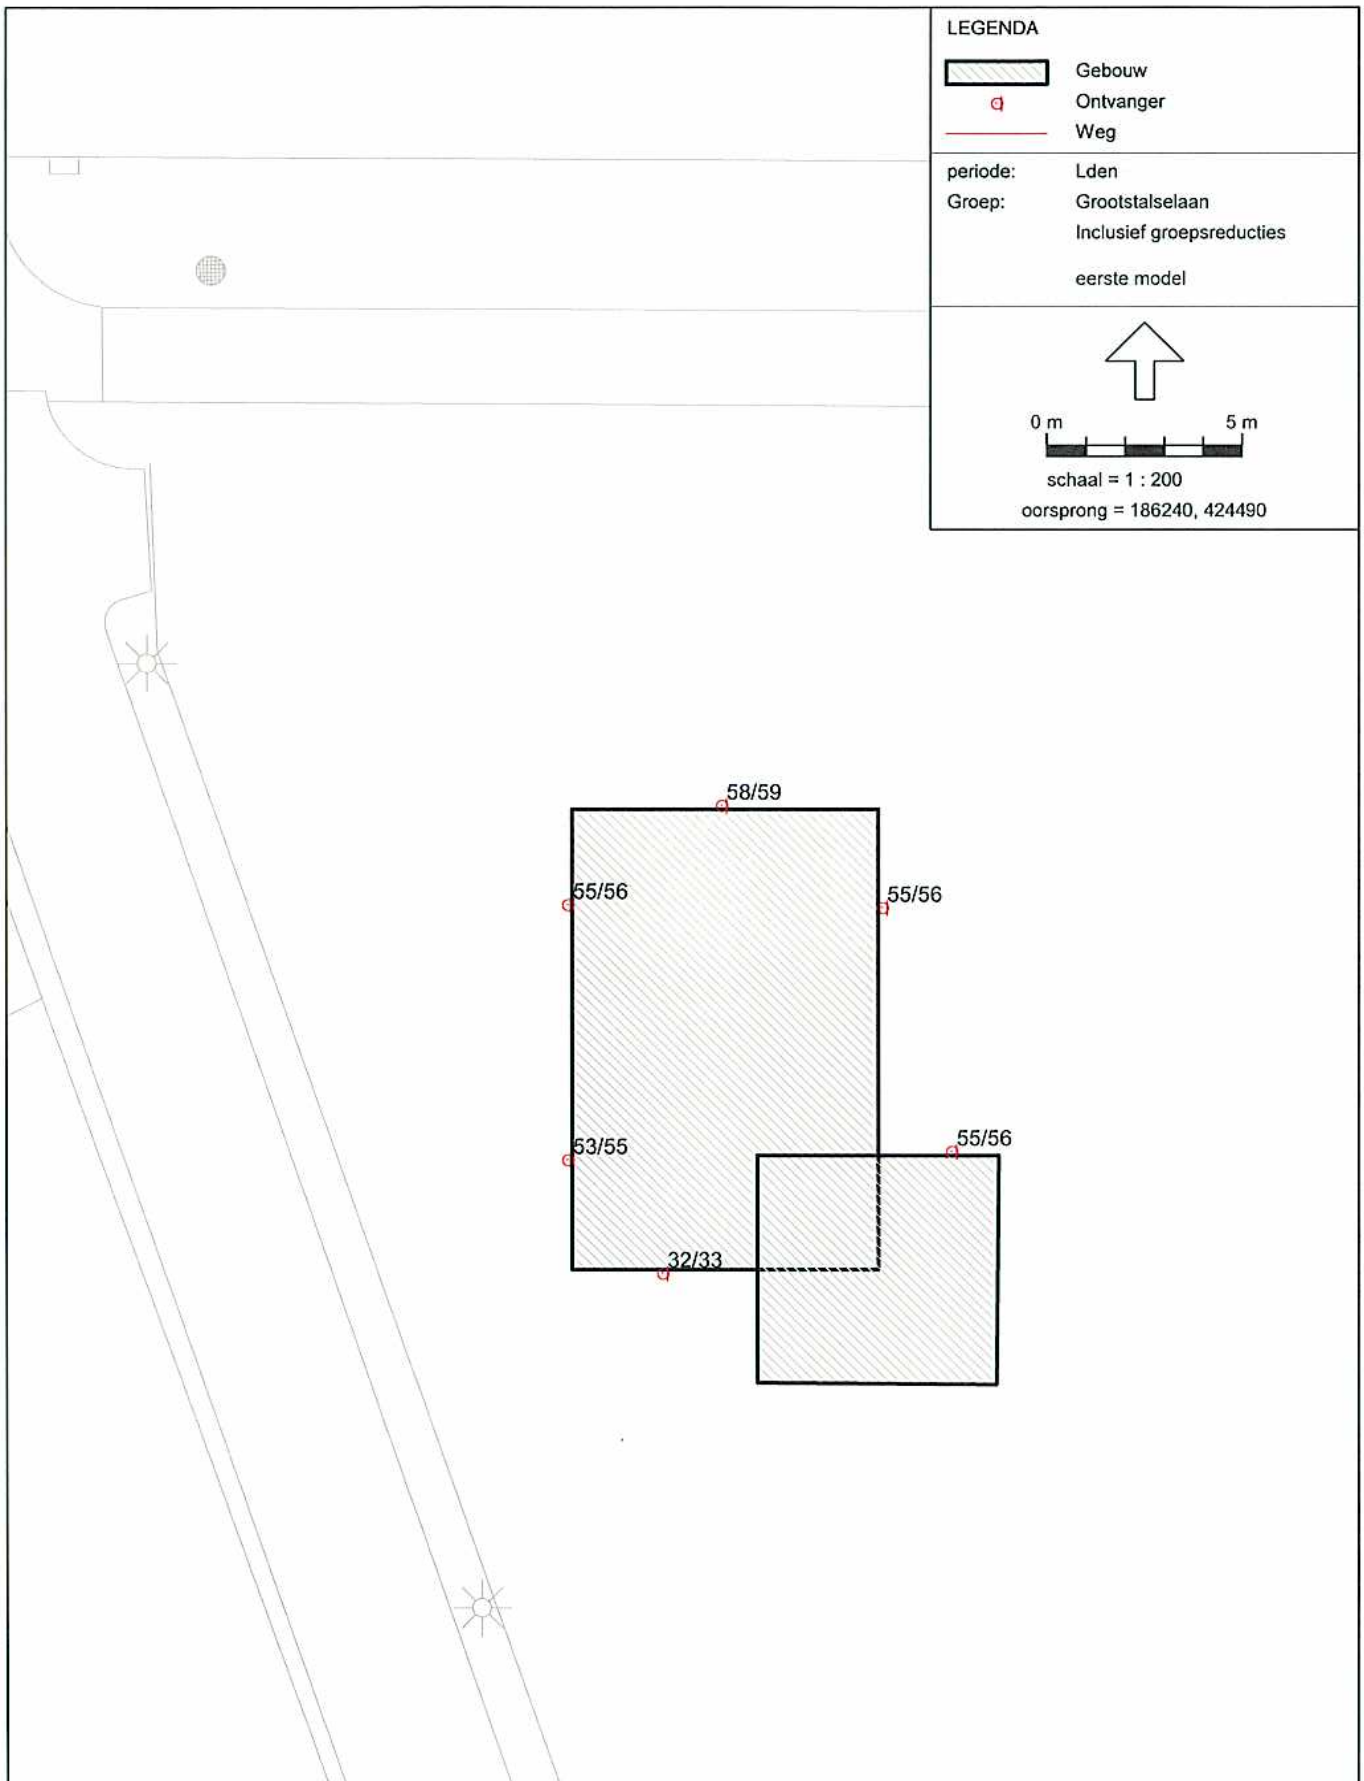 LEGENDA
Gebouw
Ontvanger
Weg
periode: Lden
Groep: Grootstalselaan
Inclusief groepsreducties
eerste model
0 m 5 m
schaal = 1 : 200
oorsprong = 186240, 424490
58/59
55/56 55/56
53/55 55/56
32/33